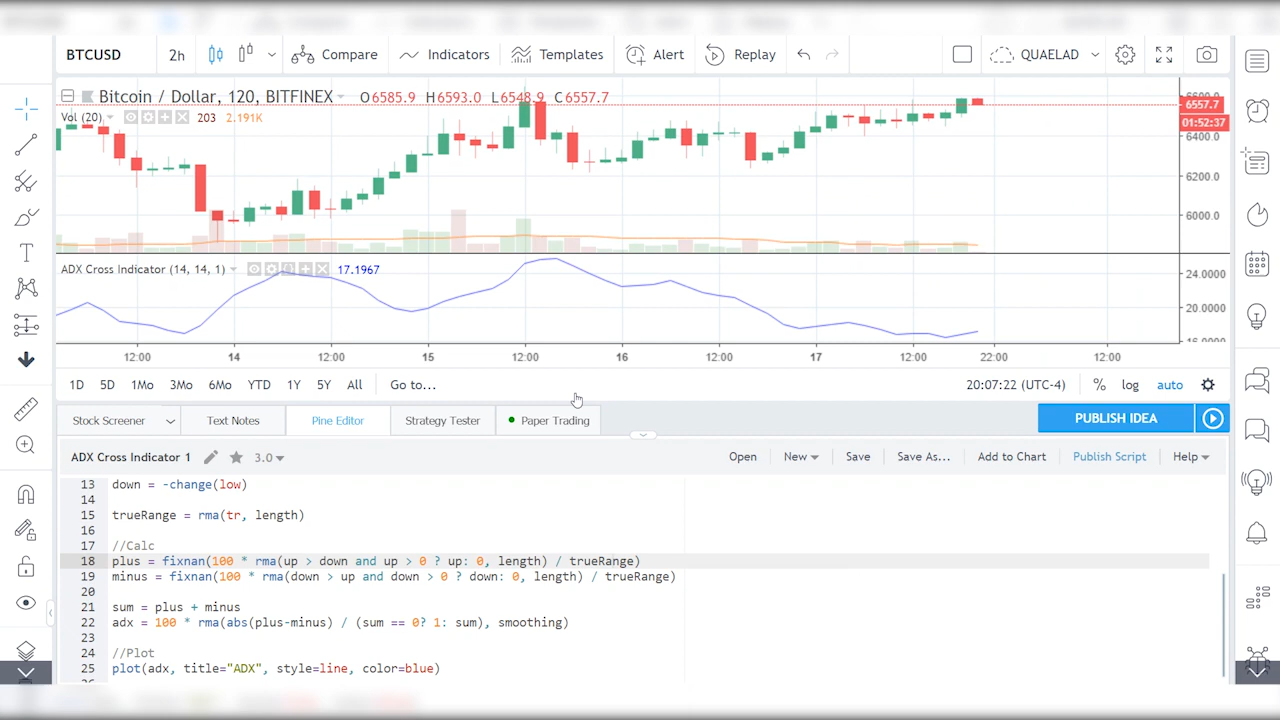 BTCUSD 2h Compare Indicators Templates Alert Replay QUAELAD
Bitcoin / Dollar, 120, BITFINEX O6585.9 H6593.0 L6548.9 C6557.7
Vol (20) 203 2.191K
6557.7
01:52:37
6400.0
6200.0
6000.0
ADX Cross Indicator (14, 14, 1) 17.1967
24.0000
20.0000
16.0000
12:00 14 12:00 15 12:00 16 12:00 17 12:00 22:00 12:00
1D 5D 1Mo 3Mo 6Mo YTD 1Y 5Y All Go to... 20:07:22 (UTC-4) % log auto
Stock Screener Text Notes Pine Editor Strategy Tester Paper Trading PUBLISH IDEA
ADX Cross Indicator 1 3.0 Open New Save Save As... Add to Chart Publish Script Help
13 down = -change(low)
14
15 trueRange = rma(tr, length)
16
17 //Calc
18 plus = fixnan(100 * rma(up > down and up > 0 ? up: 0, length) / trueRange)
19 minus = fixnan(100 * rma(down > up and down > 0 ? down: 0, length) / trueRange)
20
21 sum = plus + minus
22 adx = 100 * rma(abs(plus-minus) / (sum == 0? 1: sum), smoothing)
23
24 //Plot
25 plot(adx, title="ADX", style=line, color=blue)